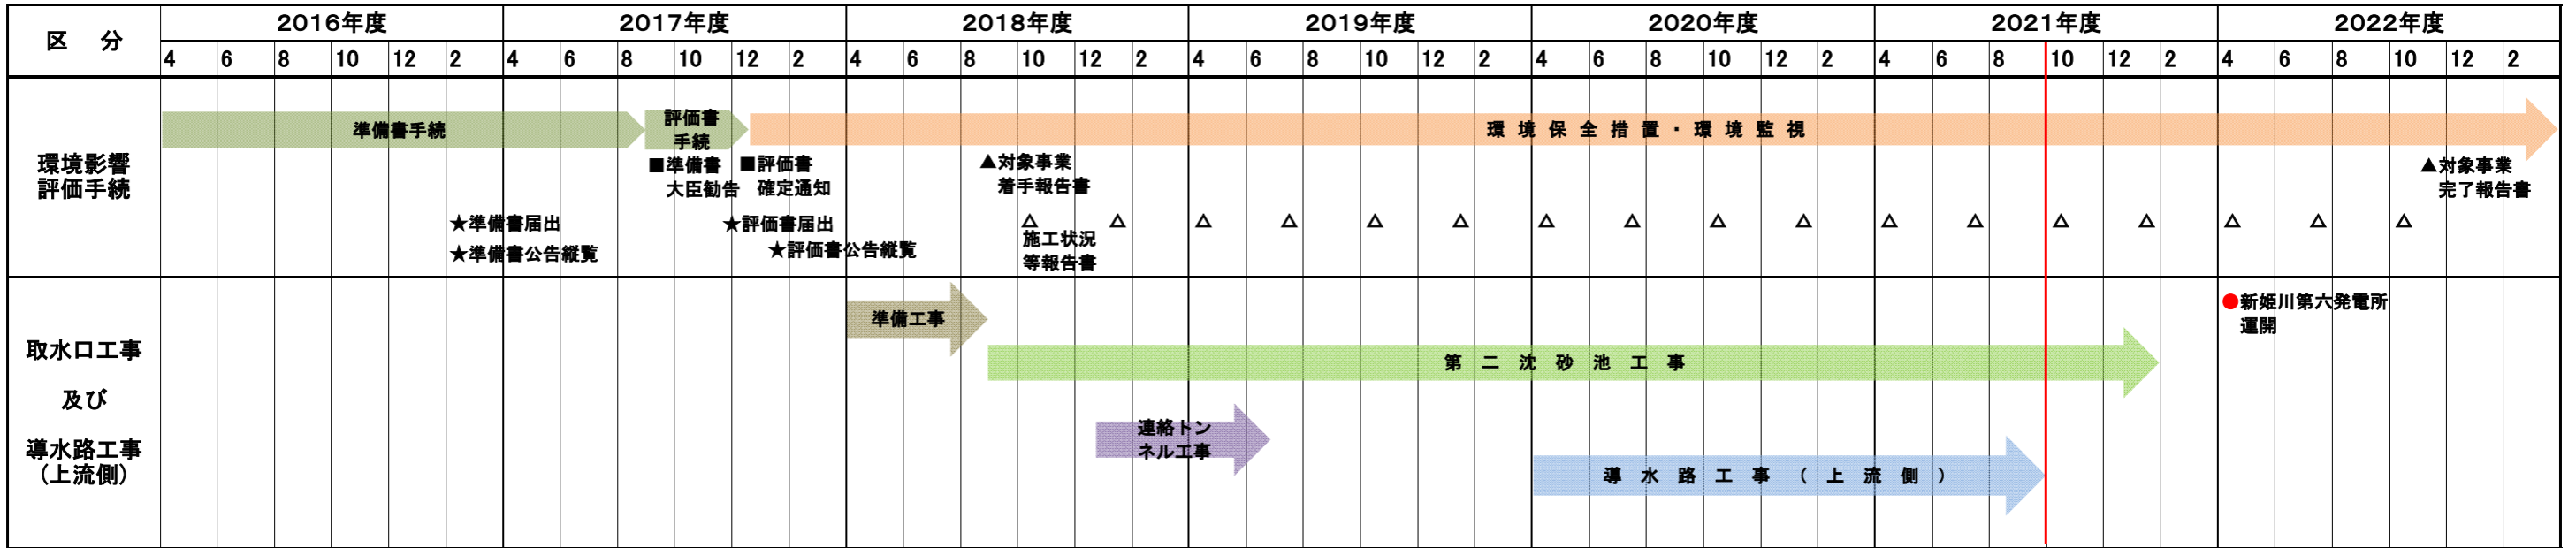 区 分
2016年度 2017年度 2018年度 2019年度 2020年度 2021年度 2022年度
4 6 8 10 12 2 4 6 8 10 12 2 4 6 8 10 12 2 4 6 8 10 12 2 4 6 8 10 12 2 4 6 8 10 12 2 4 6 8 10 12 2
環境影響
評価手続
準備書手続
評価書
手続
環境保全措置・環境監視
■準備書
大臣勧告
■評価書
確定通知
▲対象事業
着手報告書
▲対象事業
完了報告書
★準備書届出
★評価書届出
★準備書公告縦覧
★評価書公告縦覧
△ △ △ △ △ △ △ △ △ △ △ △ △ △ △ △ △
施工状況
等報告書
取水口工事
及び
導水路工事
(上流側)
準備工事
●新姫川第六発電所
運開
第二沈砂池工事
連絡トン
ネル工事
導水路工事(上流側)